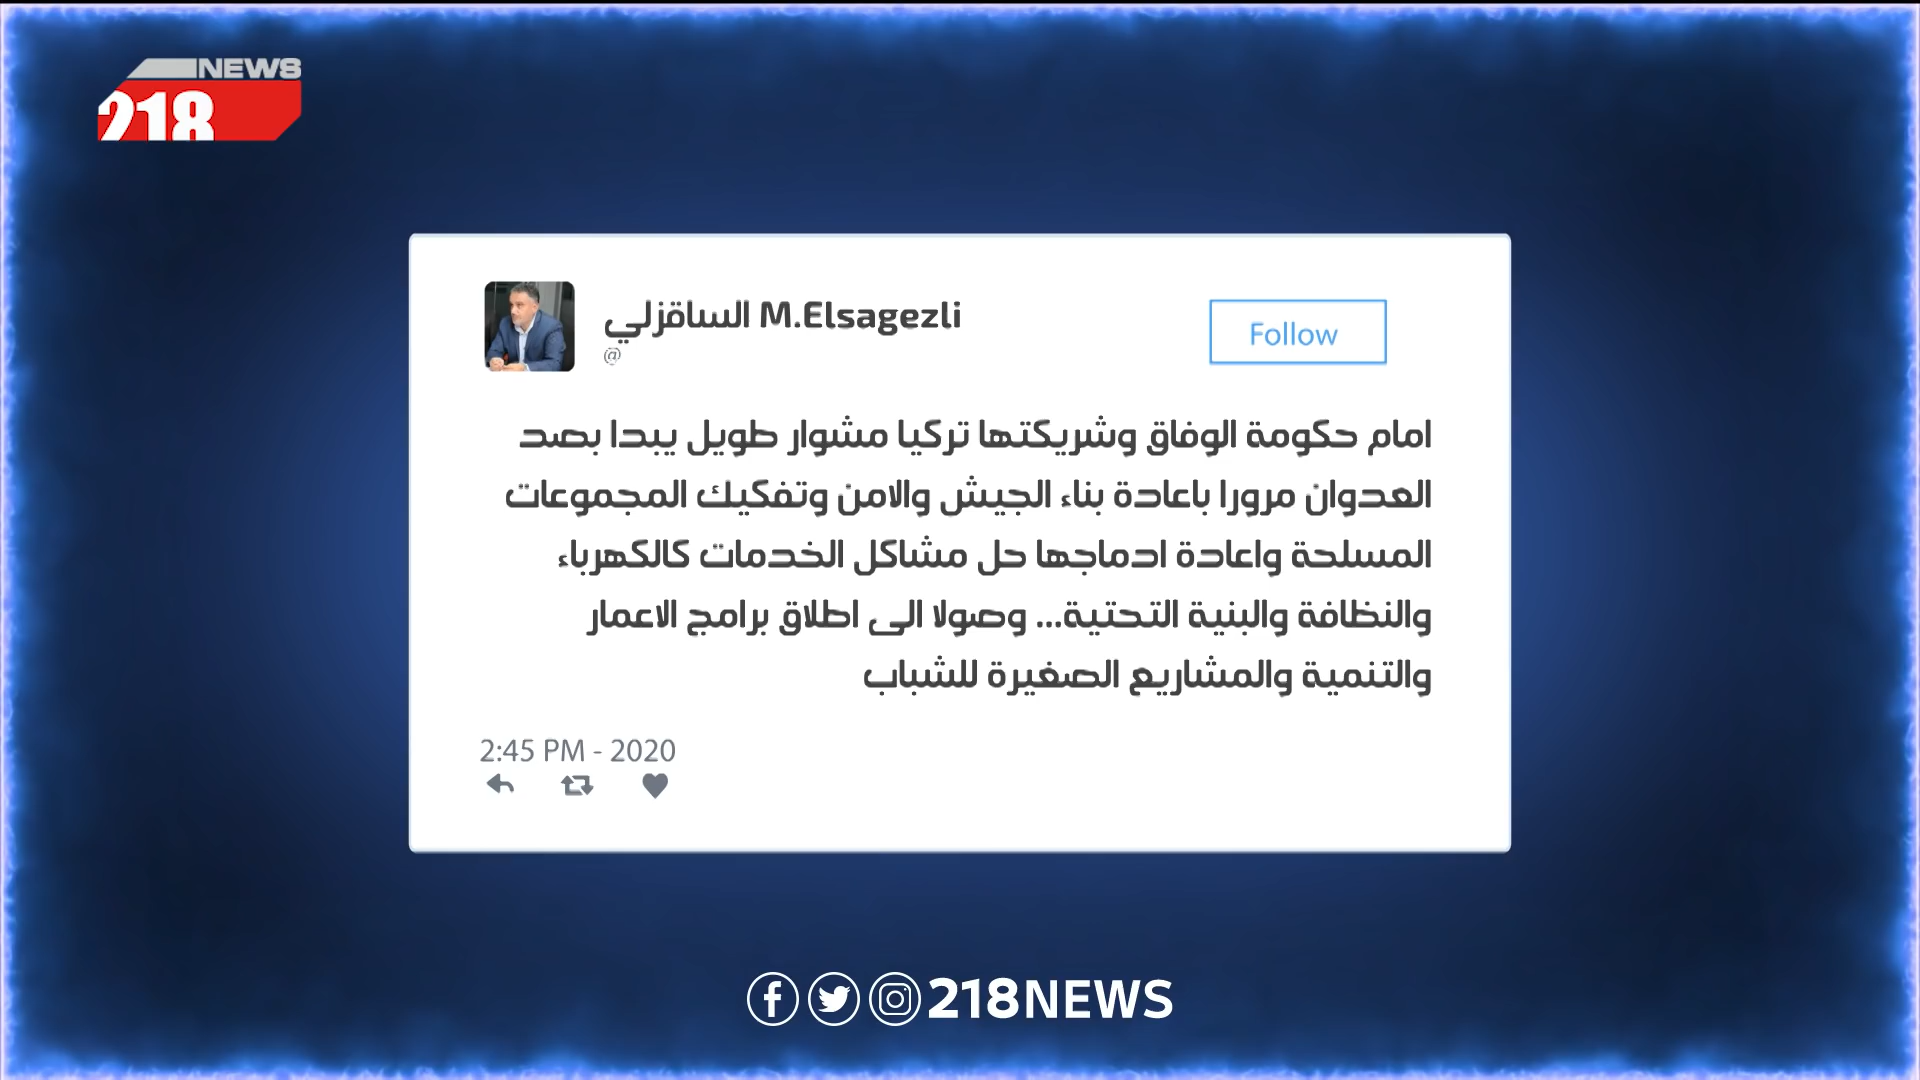 NEWS
218
M.Elsagezli الساقزلي
@
Follow
امام حكومة الوفاق وشريكتها تركيا مشوار طويل يبدا بصد
العدوان مرورا باعادة بناء الجيش والامن وتفكيك المجموعات
المسلحة واعادة ادماجها حل مشاكل الخدمات كالكهرباء
والنظافة والبنية التحتية... وصولا الى اطلاق برامج الاعمار
والتنمية والمشاريع الصغيرة للشباب
2:45 PM - 2020
218NEWS